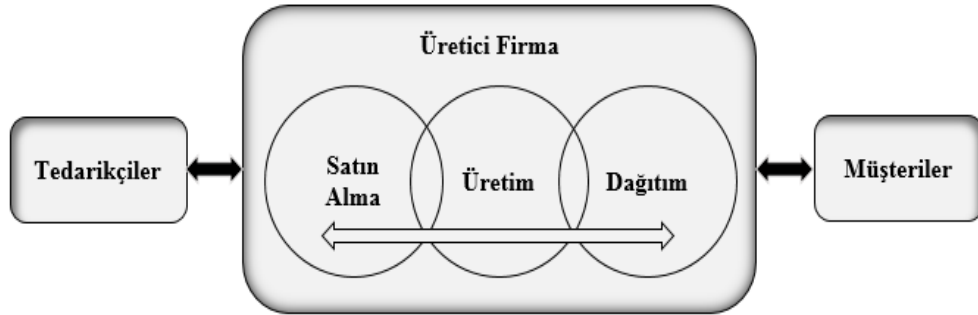 Üretici Firma
Tedarikçiler
Satın
Alma
Üretim
Dağıtım
Müşteriler